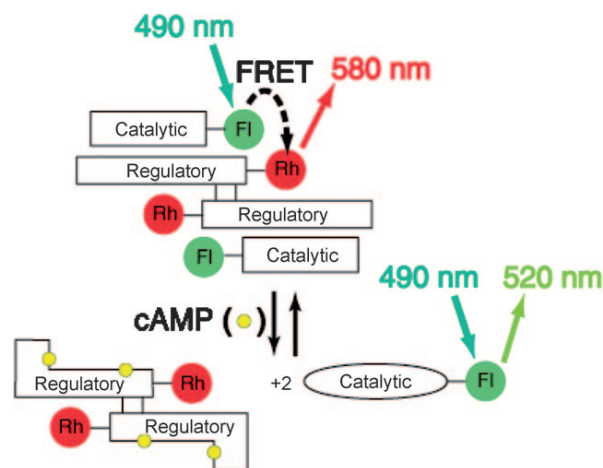 490 nm
FRET
580 nm
Catalytic
Fl
Regulatory
Rh
Rh
Regulatory
Fl
Catalytic
490 nm
520 nm
cAMP ( )
Regulatory
Rh
+2
Catalytic
Fl
Rh
Regulatory